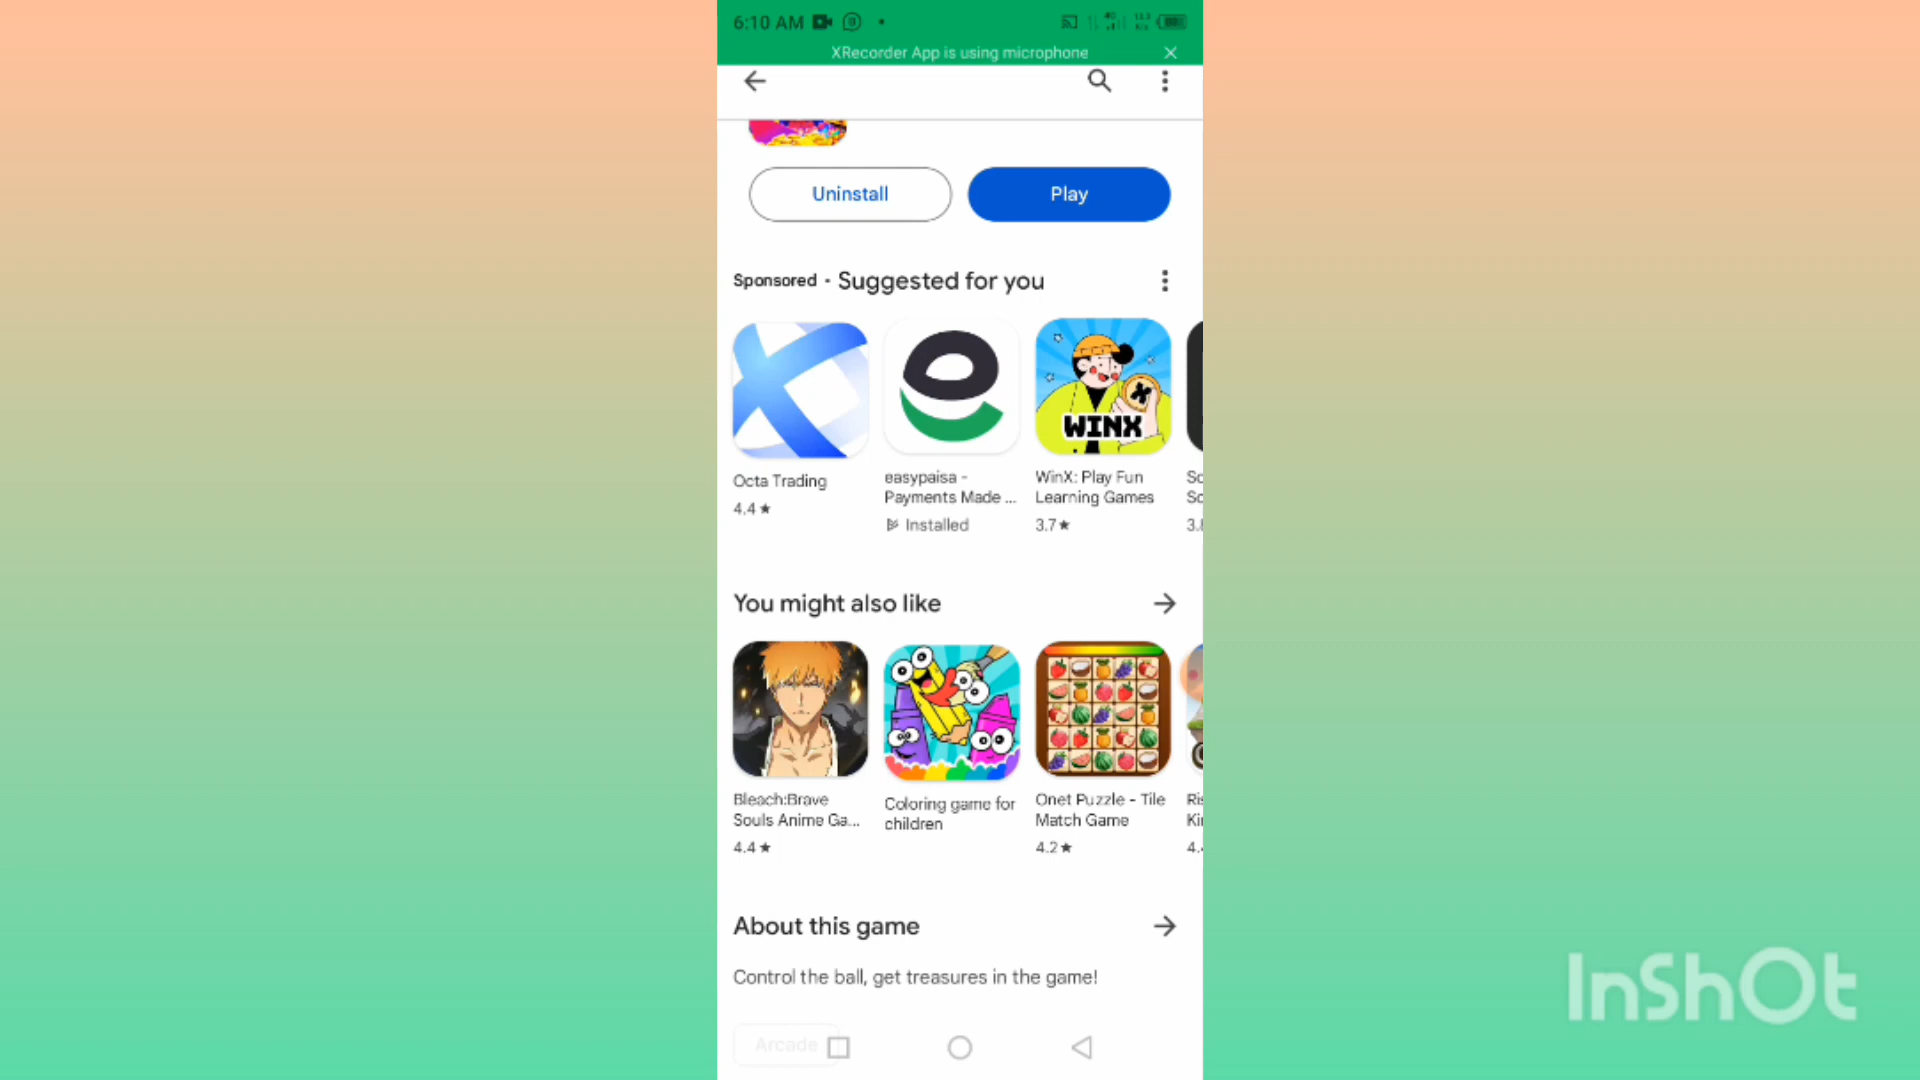 6:10 AM
XRecorder App is using microphone
Uninstall
Play
Sponsored · Suggested for you
WINX
Octa Trading
4.4★
easypaisa -
Payments Made ...
Installed
WinX: Play Fun
Learning Games
3.7★
You might also like
Bleach:Brave
Souls Anime Ga...
4.4★
Coloring game for
children
Onet Puzzle - Tile
Match Game
4.2★
About this game
Control the ball, get treasures in the game!
Arcade
InShOt